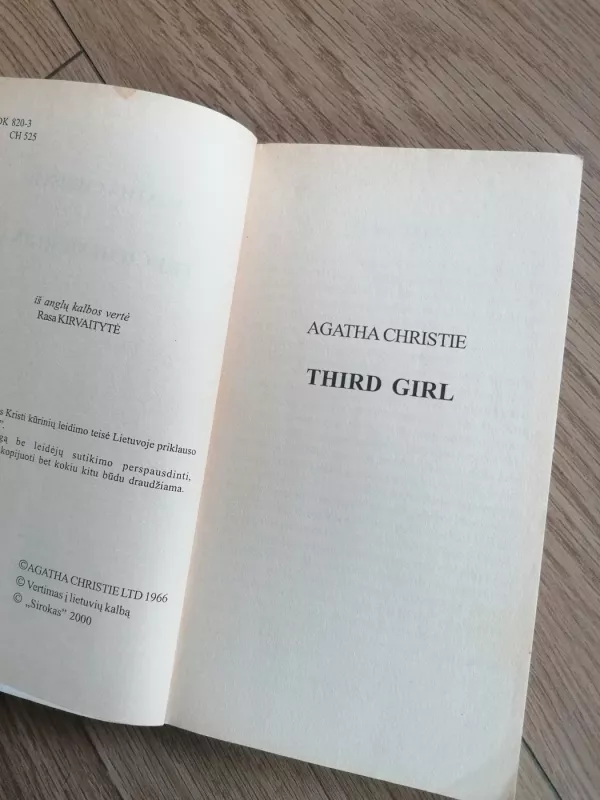 DK 820-3
CH 525
iš anglų kalbos vertė
Rasa KIRVAITYTĖ
s Kristi kūrinių leidimo teisė Lietuvoje priklauso
”.
gą be leidėjų sutikimo perspausdinti,
kopijuoti bet kokiu kitu būdu draudžiama.
©AGATHA CHRISTIE LTD 1966
© Vertimas į lietuvių kalbą
© „Sirokas” 2000
AGATHA CHRISTIE
THIRD GIRL